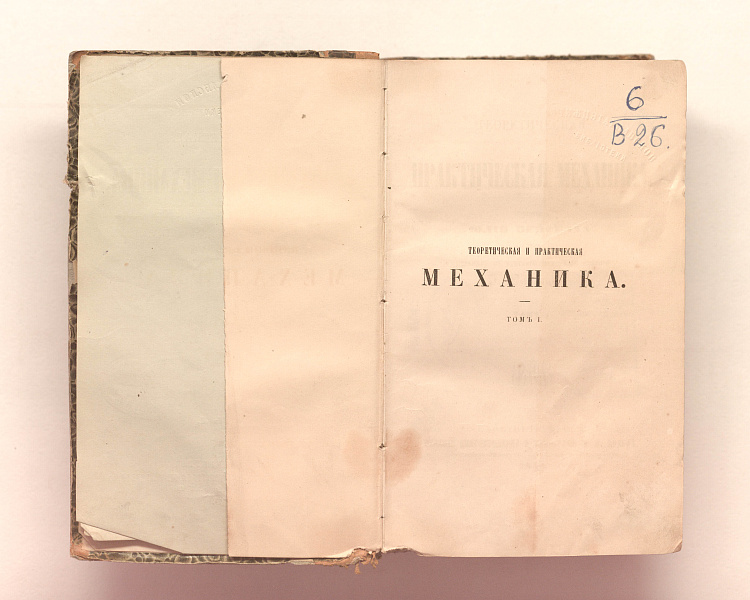 6
В 26.
ТЕОРЕТИЧЕСКАЯ И ПРАКТИЧЕСКАЯ
МЕХАНИКА.
ТОМЪ I.